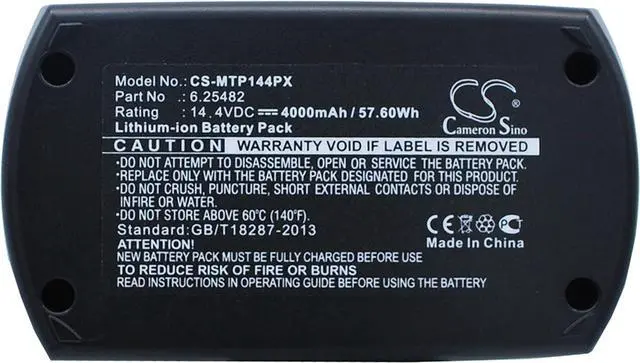 Model No.: CS-MTP144PX
Part No : 6.25482
Rating : 14.4VDC 4000mAh / 57.60Wh
Lithium-ion Battery Pack
CS
Cameron Sino
WARRANTY VOID IF LABEL IS REMOVED
•DO NOT ATTEMPT TO DISASSEMBLE, OPEN OR SERVICE THE BATTERY PACK.
•REPLACE ONLY WITH THE BATTERY DESIGNATED FOR THIS PRODUCT.
•DO NOT CRUSH, PUNCTURE, SHORT EXTERNAL CONTACTS OR DISPOSE OF
IN FIRE OR WATER.
•DO NOT STORE ABOVE 60°C (140°F).
Standard:GB/T18287-2013
ATTENTION!
NEW BATTERY PACK MUST BE FULLY CHARGED BEFORE USING
TO REDUCE RISK OF FIRE OR BURNS
READ INSTRUCTIONS IN OPERATING GUIDE BEFORE USING BATTERY
CE
Made In China